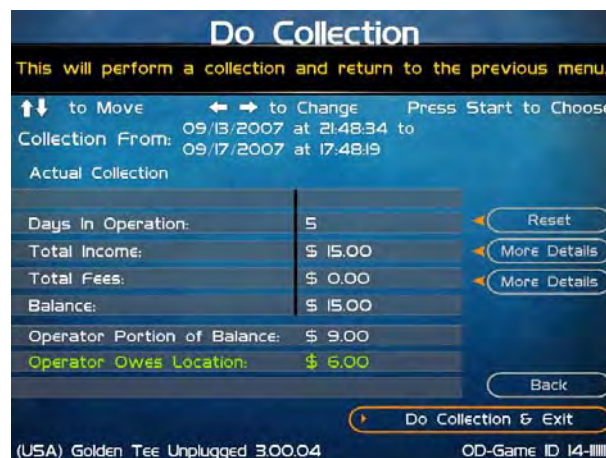 Do Collection
This will perform a collection and return to the previous menu.
to Move to Change Press Start to Choose
Collection From: 09/13/2007 at 21:48:34 to
09/17/2007 at 17:48:19
Actual Collection
Days In Operation: 5 Reset
Total Income: $ 15.00 More Details
Total Fees: $ 0.00 More Details
Balance: $ 15.00
Operator Portion of Balance: $ 9.00
Operator Owes Location: $ 6.00
Back
Do Collection & Exit
(USA) Golden Tee Unplugged 3.00.04 OD-Game ID